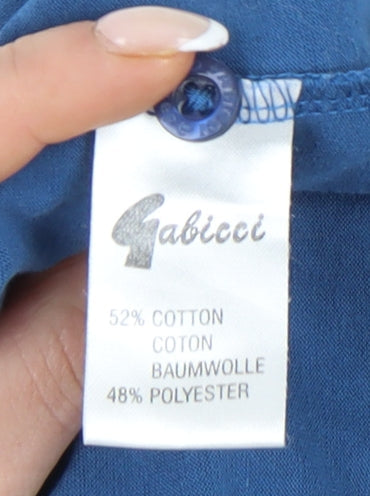 Gabicci
52% COTTON
COTON
BAUMWOLLE
48% POLYESTER